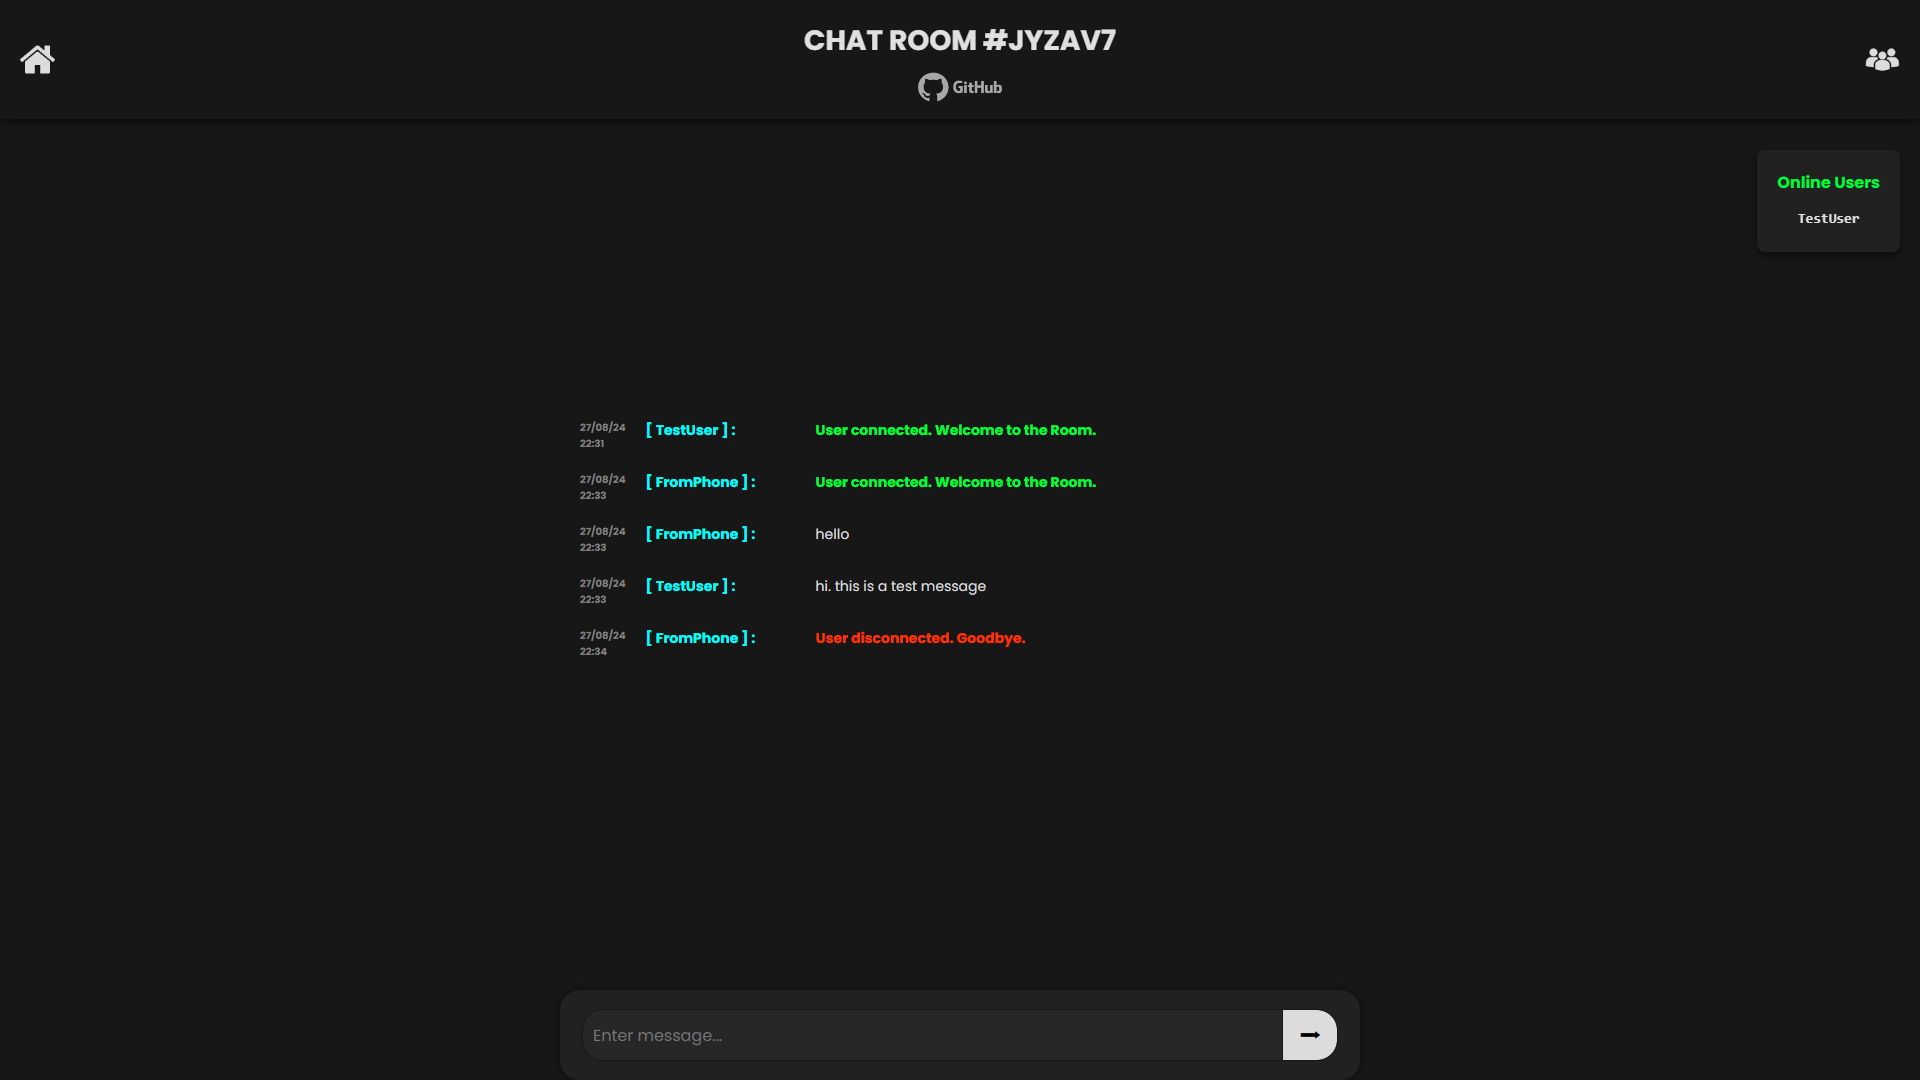 CHAT ROOM #JYZAV7
GitHub
Online Users
TestUser
27/08/24
22:31
[ TestUser ] :
User connected. Welcome to the Room.
27/08/24
22:33
[ FromPhone ] :
User connected. Welcome to the Room.
27/08/24
22:33
[ FromPhone ] :
hello
27/08/24
22:33
[ TestUser ] :
hi. this is a test message
27/08/24
22:34
[ FromPhone ] :
User disconnected. Goodbye.
Enter message...